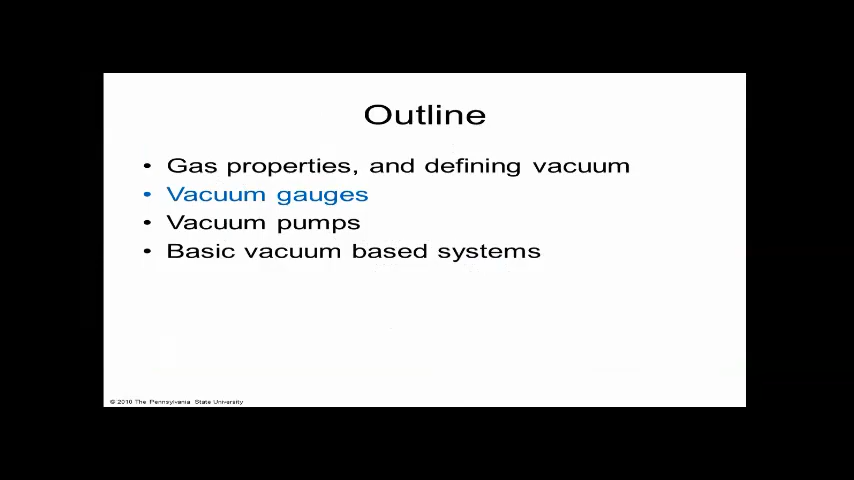 Outline
• Gas properties, and defining vacuum
• Vacuum gauges
• Vacuum pumps
• Basic vacuum based systems
© 2010 The Pennsylvania State University